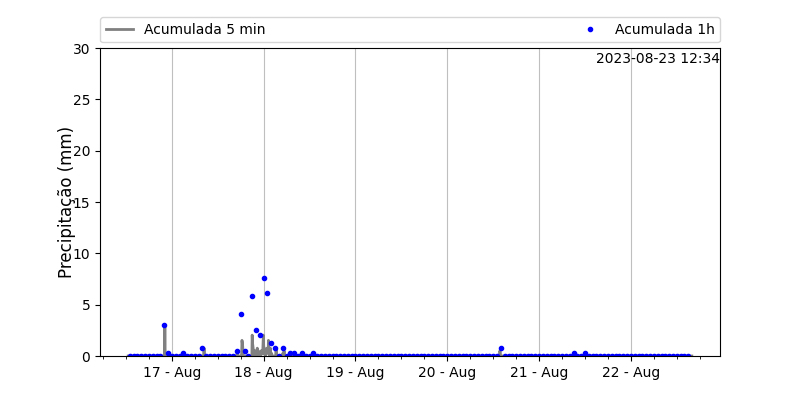 Acumulada 5 min
Acumulada 1h
2023-08-23 12:34
Precipitação (mm)
30
25
20
15
10
5
0
17 - Aug
18 - Aug
19 - Aug
20 - Aug
21 - Aug
22 - Aug